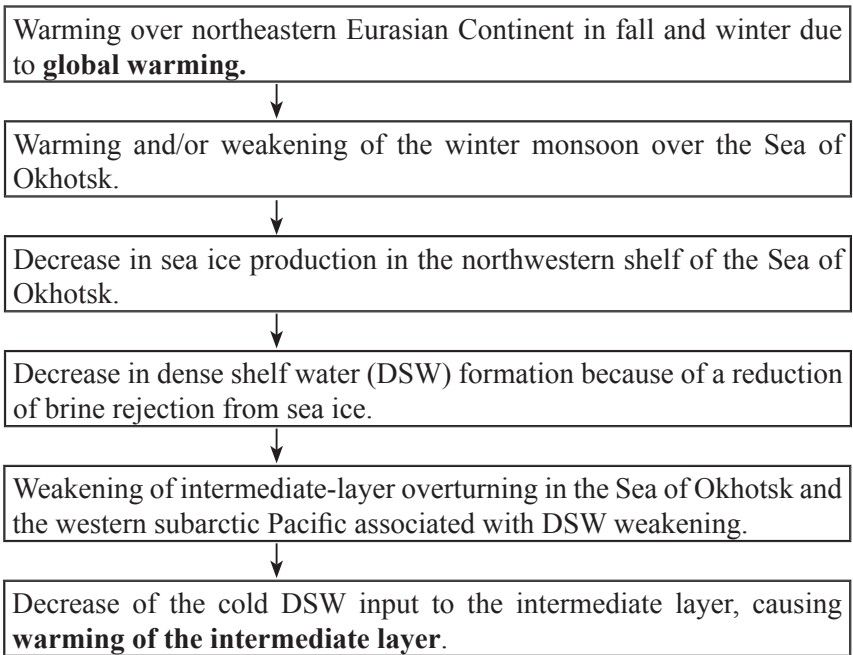 Warming over northeastern Eurasian Continent in fall and winter due
to global warming.
Warming and/or weakening of the winter monsoon over the Sea of
Okhotsk.
Decrease in sea ice production in the northwestern shelf of the Sea of
Okhotsk.
Decrease in dense shelf water (DSW) formation because of a reduction
of brine rejection from sea ice.
Weakening of intermediate-layer overturning in the Sea of Okhotsk and
the western subarctic Pacific associated with DSW weakening.
Decrease of the cold DSW input to the intermediate layer, causing
warming of the intermediate layer.